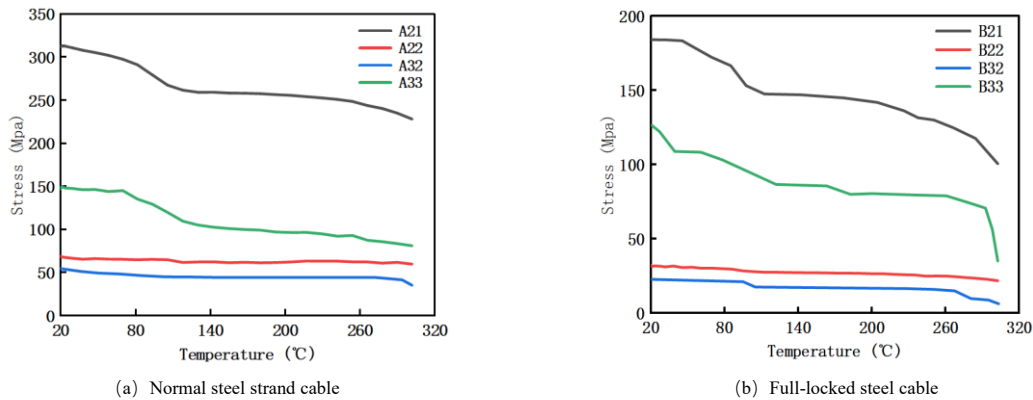 350
300
250
200
150
100
50
0
Stress (Mpa)
A21
A22
A32
A33
20 80 140 200 260 320
Temperature (℃)
(a) Normal steel strand cable
200
150
100
50
0
Stress (Mpa)
B21
B22
B32
B33
20 80 140 200 260 320
Temperature (℃)
(b) Full-locked steel cable